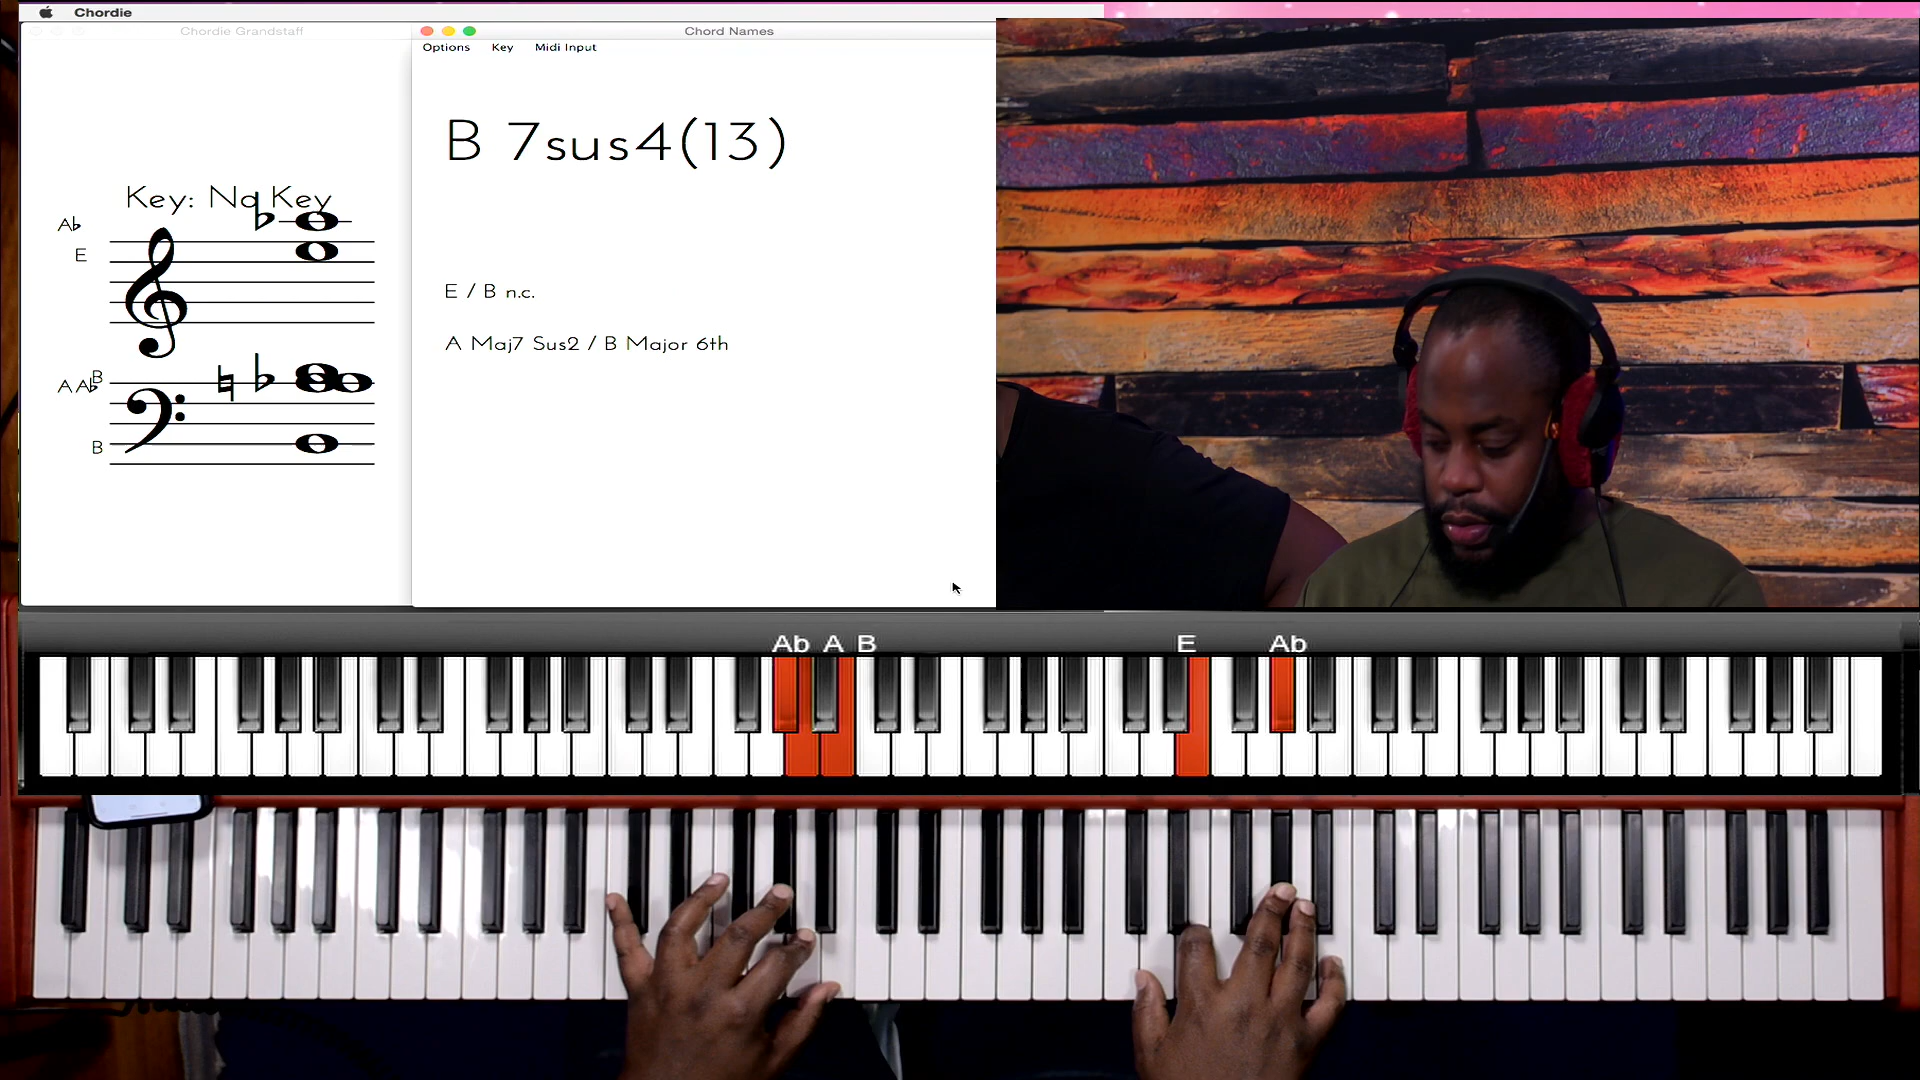 Chordie
Chordie Grandstaff
Chord Names
Options Key Midi Input
B 7sus4(13)
Key: No Key
Ab
E
E / B n.c.
A Maj7 Sus2 / B Major 6th
B
A Ab
B
Ab A B E Ab